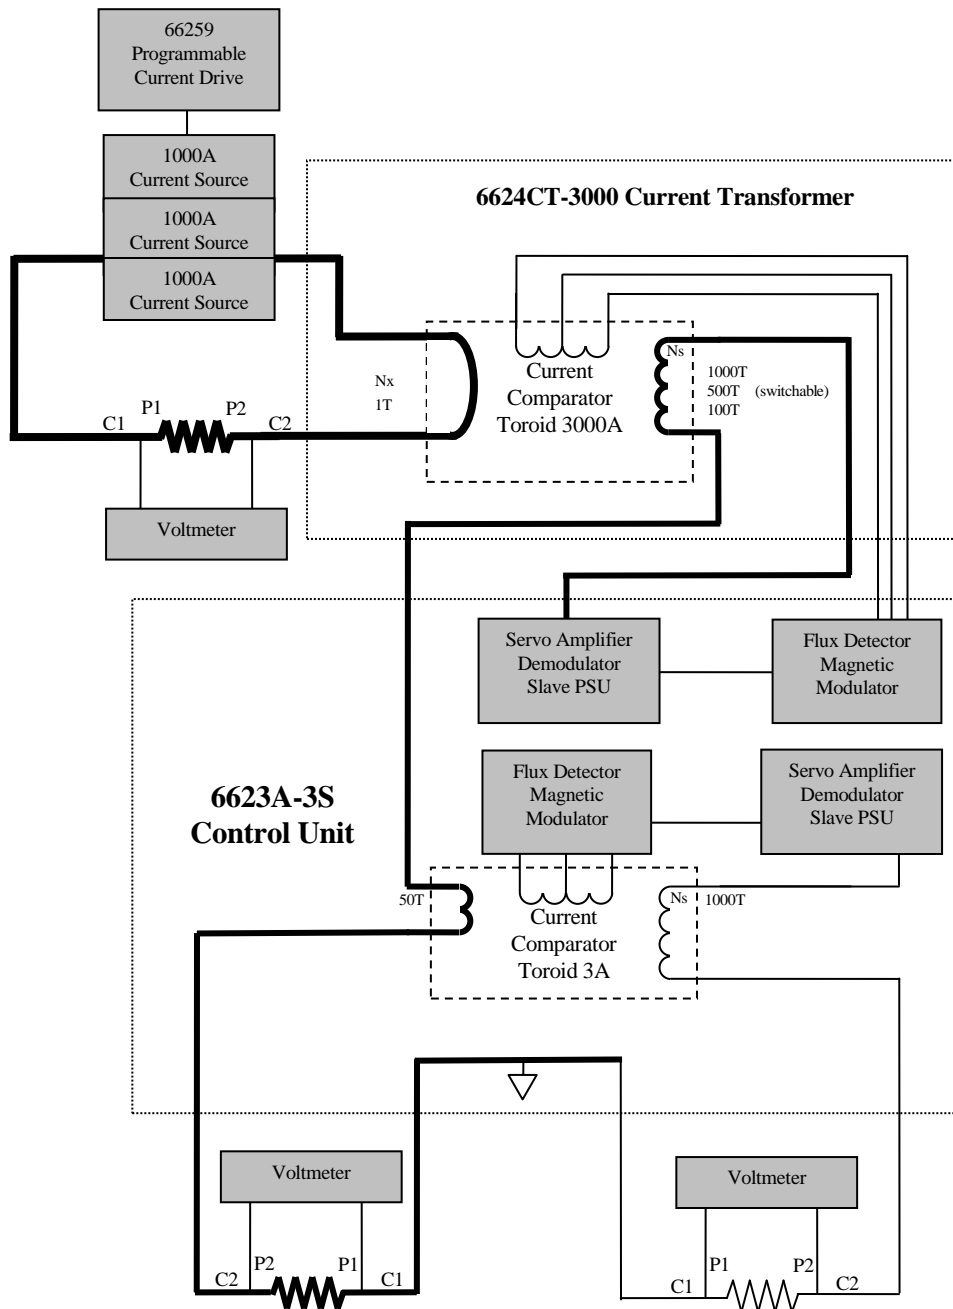 66259
Programmable
Current Drive
1000A
Current Source
1000A
Current Source
1000A
Current Source
6624CT-3000 Current Transformer
Nx
1T
Current
Comparator
Toroid 3000A
Ns
1000T
500T (switchable)
100T
C1
P1
P2
C2
Voltmeter
Servo Amplifier
Demodulator
Slave PSU
Flux Detector
Magnetic
Modulator
6623A-3S
Control Unit
Flux Detector
Magnetic
Modulator
Servo Amplifier
Demodulator
Slave PSU
50T
Current
Comparator
Toroid 3A
Ns
1000T
Voltmeter
C2
P2
P1
C1
Voltmeter
C1
P1
P2
C2